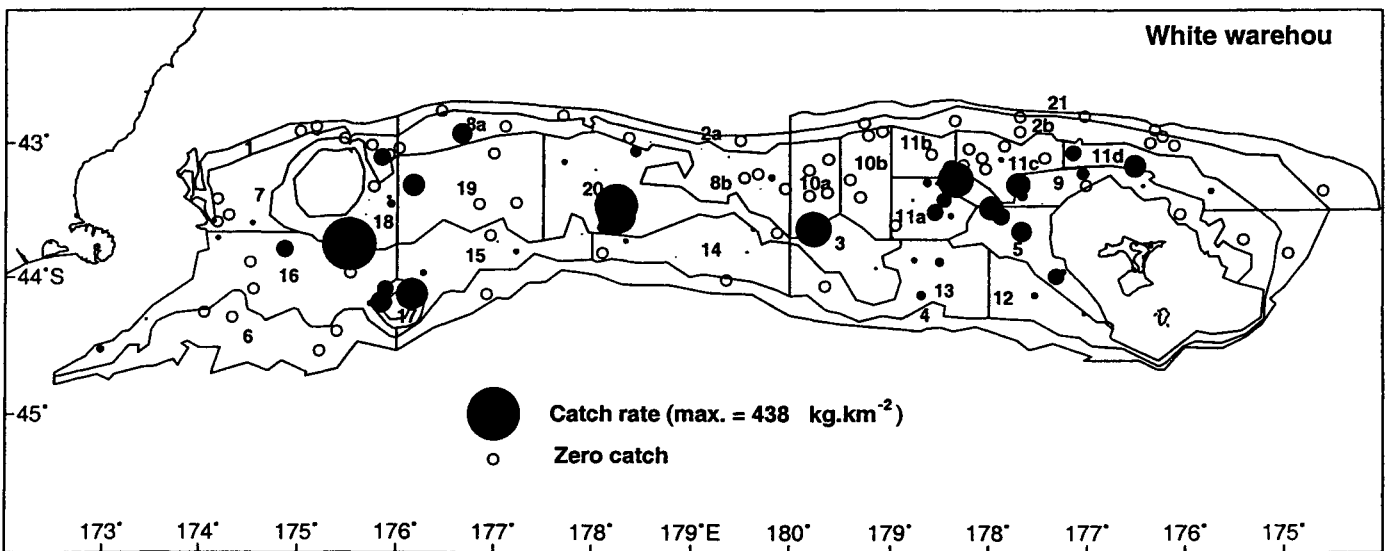 White warehou
21
43°
8a
2a
2b
1
11b
11c
11d
10b
10a
8b
9
7
19
20
18
11a
3
5
15
14
16
44°S
13
12
17
4
6
45°
Catch rate (max. = 438 kg.km-2)
Zero catch
173° 174° 175° 176° 177° 178° 179°E 180° 179° 178° 177° 176° 175°